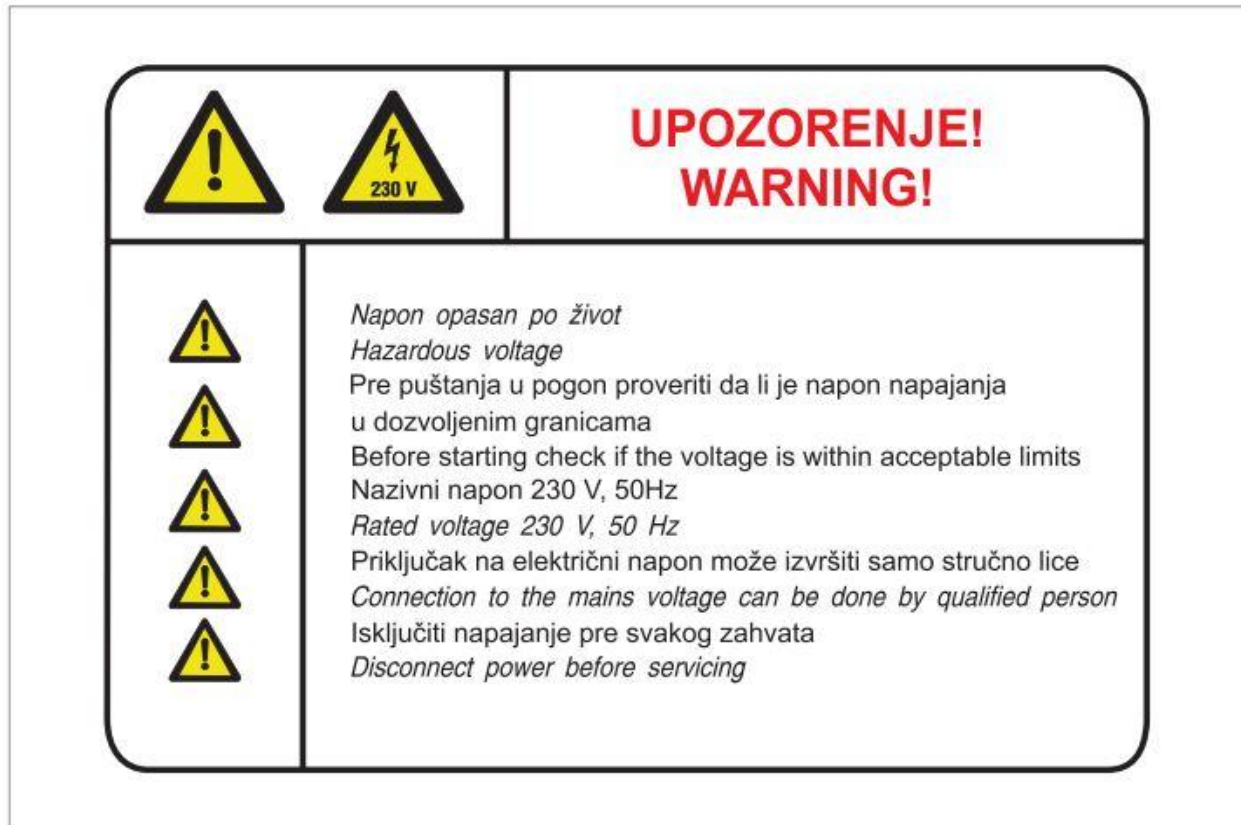 230 V
UPOZORENJE!
WARNING!
Napon opasan po život
Hazardous voltage
Pre puštanja u pogon proveriti da li je napon napajanja
u dozvoljenim granicama
Before starting check if the voltage is within acceptable limits
Nazivni napon 230 V, 50Hz
Rated voltage 230 V, 50 Hz
Priključak na električni napon može izvršiti samo stručno lice
Connection to the mains voltage can be done by qualified person
Isključiti napajanje pre svakog zahvata
Disconnect power before servicing